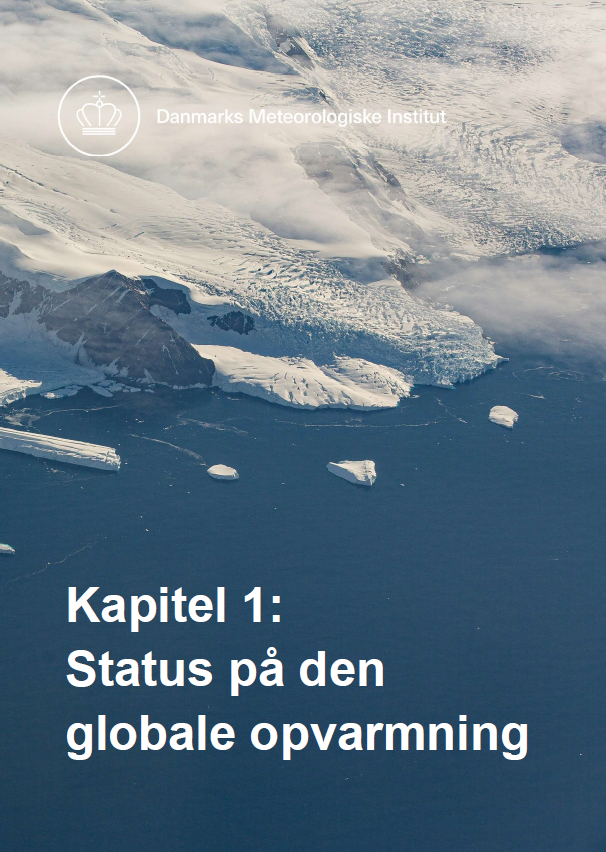 Danmarks Meteorologiske Institut
Kapitel 1:
Status på den
globale opvarmning